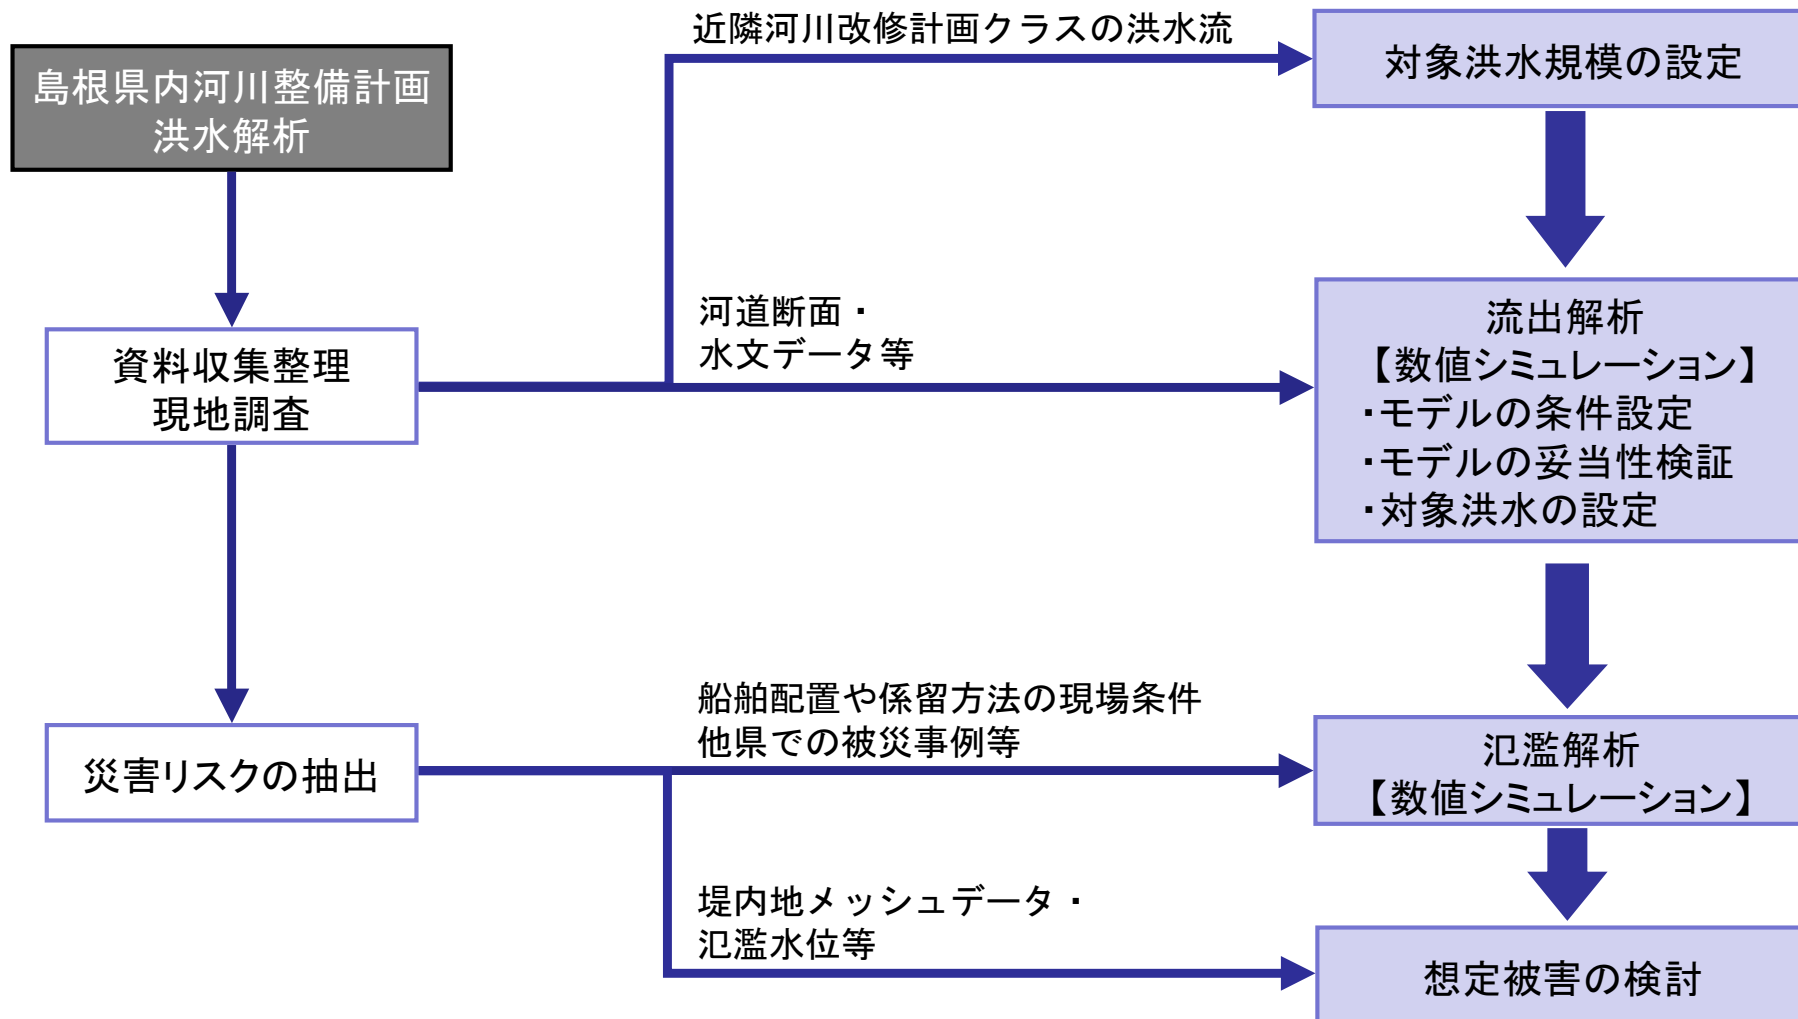 近隣河川改修計画クラスの洪水流
対象洪水規模の設定
島根県内河川整備計画
洪水解析
河道断面・
水文データ等
流出解析
【数値シミュレーション】
・モデルの条件設定
・モデルの妥当性検証
・対象洪水の設定
資料収集整理
現地調査
船舶配置や係留方法の現場条件
他県での被災事例等
氾濫解析
【数値シミュレーション】
災害リスクの抽出
堤内地メッシュデータ・
氾濫水位等
想定被害の検討